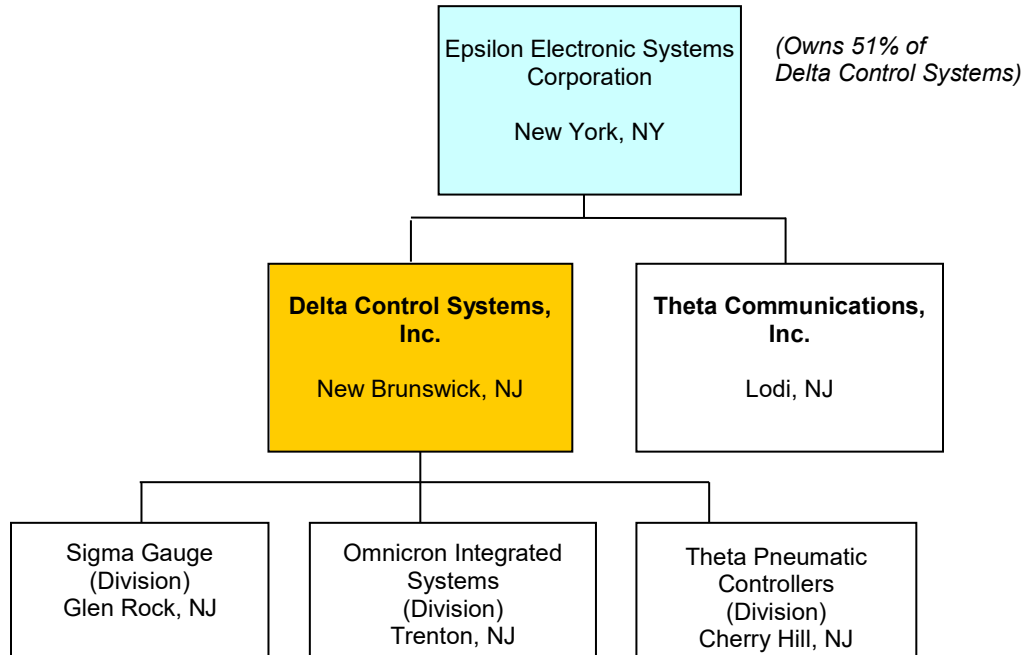 Epsilon Electronic Systems
Corporation
New York, NY
(Owns 51% of
Delta Control Systems)
Delta Control Systems,
Inc.
New Brunswick, NJ
Theta Communications,
Inc.
Lodi, NJ
Sigma Gauge
(Division)
Glen Rock, NJ
Omnicron Integrated
Systems
(Division)
Trenton, NJ
Theta Pneumatic
Controllers
(Division)
Cherry Hill, NJ